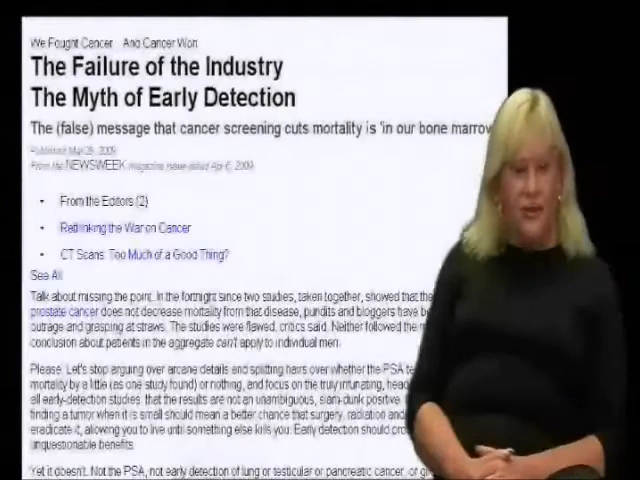 We Fought Cancer And Cancer Won
The Failure of the Industry
The Myth of Early Detection
The (false) message that cancer screening cuts mortality is 'in our bone marrow
Published Mar 28, 2009
From the NEWSWEEK magazine issue dated Apr 6, 2009
• From the Editors (2)
• Rethinking the War on Cancer
• CT Scans: Too Much of a Good Thing?
See All
Talk about missing the point. In the fortnight since two studies, taken together, showed that the
prostate cancer does not decrease mortality from that disease, pundits and bloggers have be
outrage and grasping at straws. The studies were flawed, critics said. Neither followed the
conclusion about patients in the aggregate can't apply to individual men.
Please. Let's stop arguing over arcane details and splitting hairs over whether the PSA te
mortality by a little (as one study found) or nothing, and focus on the truly infuriating, head
all early-detection studies: that the results are not an unambiguous, slam-dunk positive.
finding a tumor when it is small should mean a better chance that surgery, radiation and
eradicate it, allowing you to live until something else kills you. Early detection should pro
unquestionable benefits.
Yet it doesn't. Not the PSA, not early detection of lung or testicular or pancreatic cancer, or